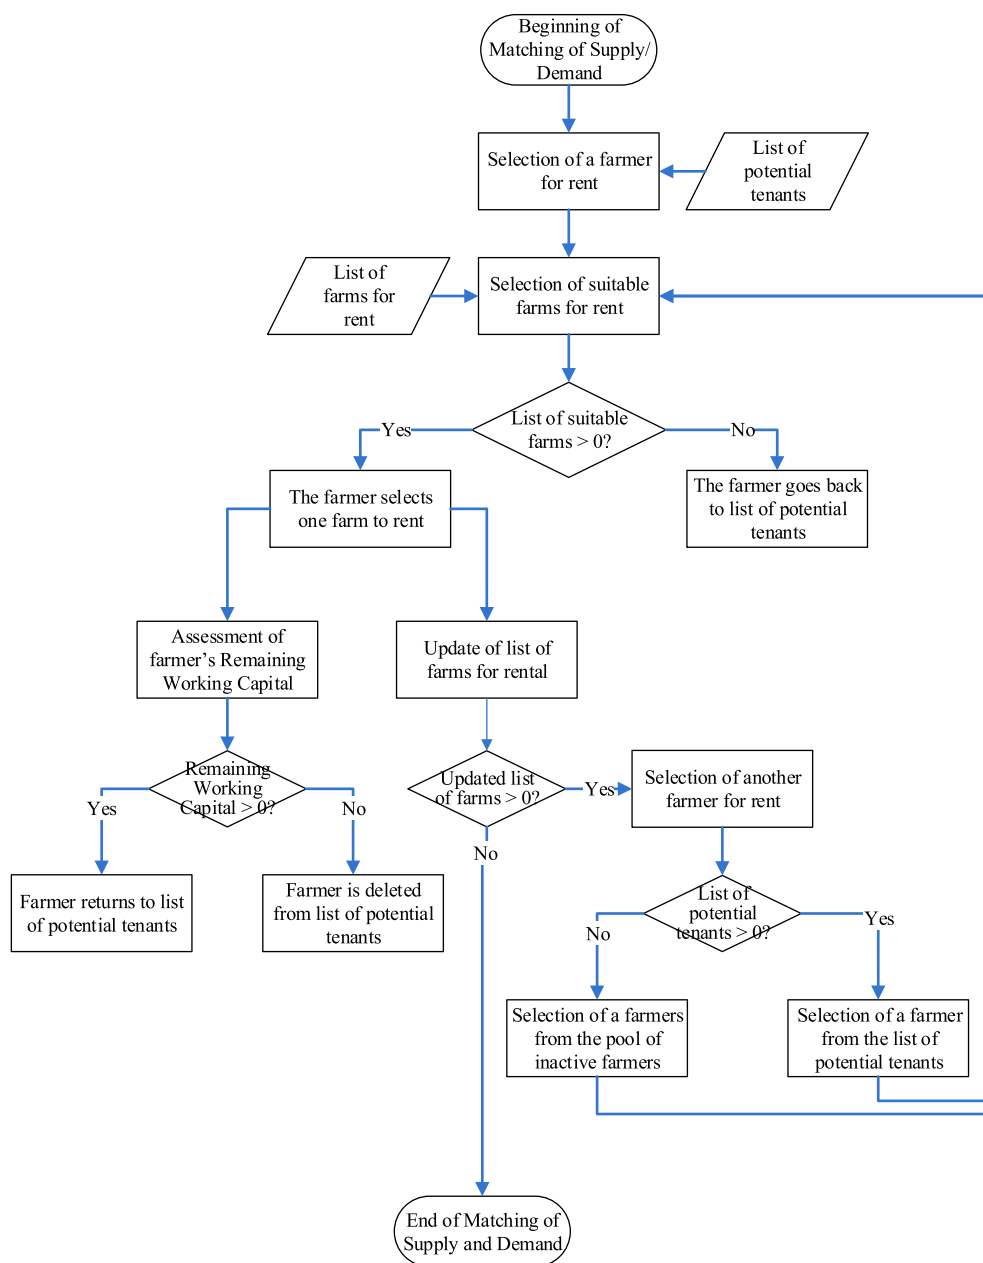 Beginning of
Matching of Supply/
Demand
Selection of a farmer
for rent
List of
potential
tenants
List of
farms for
rent
Selection of suitable
farms for rent
List of suitable
farms > 0?
Yes
No
The farmer selects
one farm to rent
The farmer goes back
to list of potential
tenants
Assessment of
farmer's Remaining
Working Capital
Update of list of
farms for rental
Remaining
Working
Capital > 0?
Yes
No
Updated list
of farms > 0?
Yes
No
Selection of another
farmer for rent
Farmer returns to list
of potential tenants
Farmer is deleted
from list of potential
tenants
List of
potential
tenants > 0?
No
Yes
Selection of a farmers
from the pool of
inactive farmers
Selection of a farmer
from the list of
potential tenants
End of Matching of
Supply and Demand